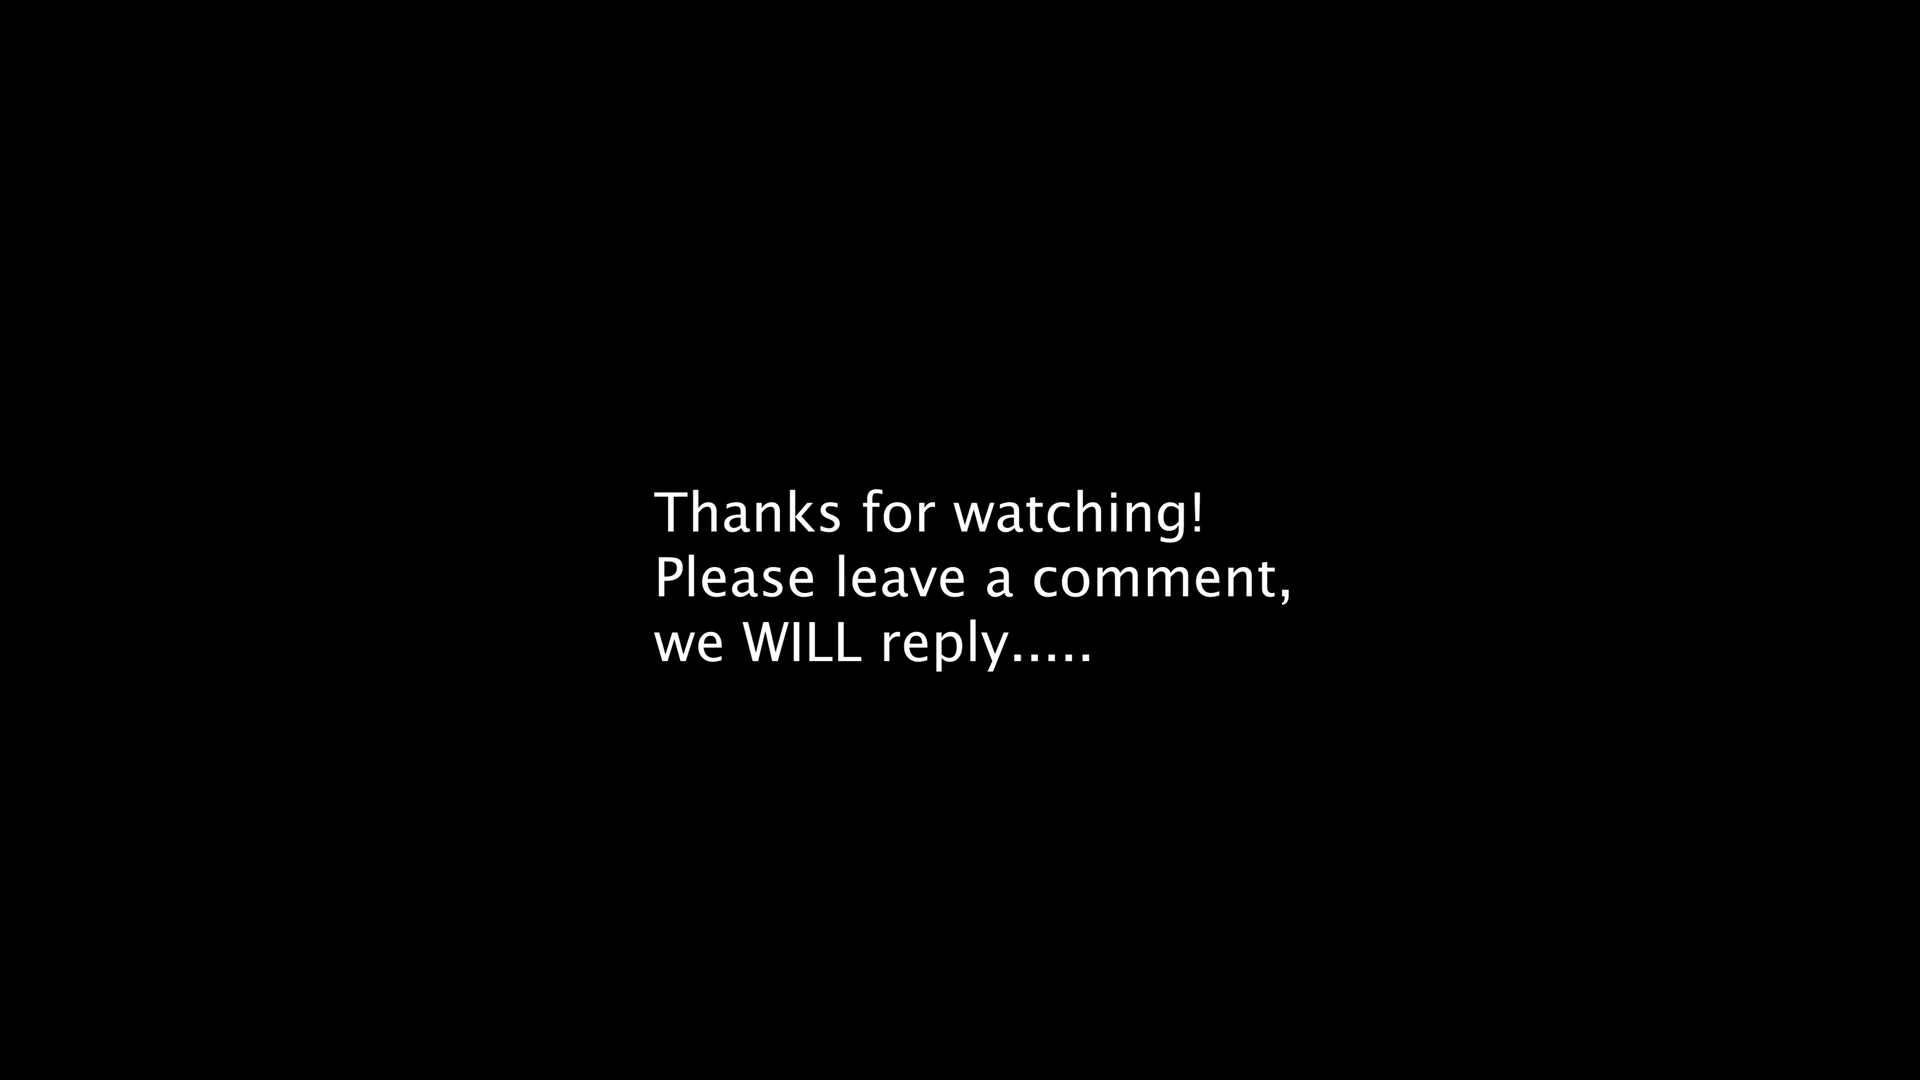 Thanks for watching!
Please leave a comment,
we WILL reply.....